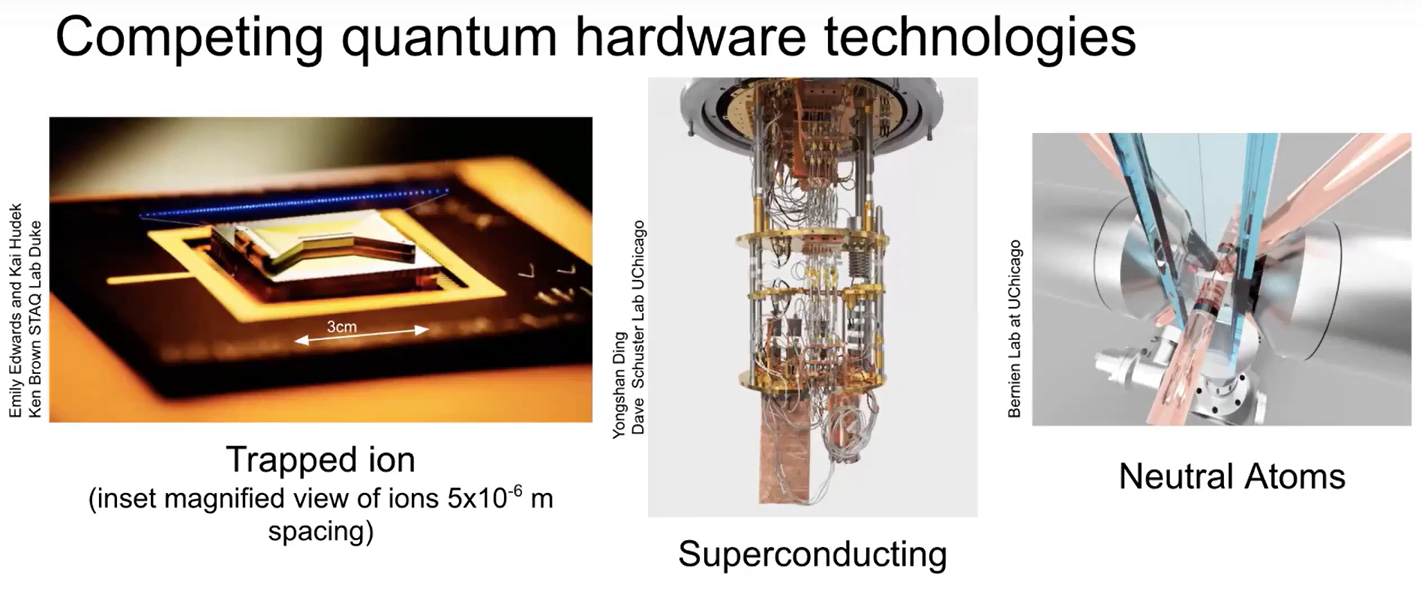 Competing quantum hardware technologies
Emily Edwards and Kai Hudek
Ken Brown STAQ Lab Duke
3cm
Trapped ion
(inset magnified view of ions 5x10⁻⁶ m
spacing)
Yongshan Ding
Dave Schuster Lab UChicago
Superconducting
Bernien Lab at UChicago
Neutral Atoms